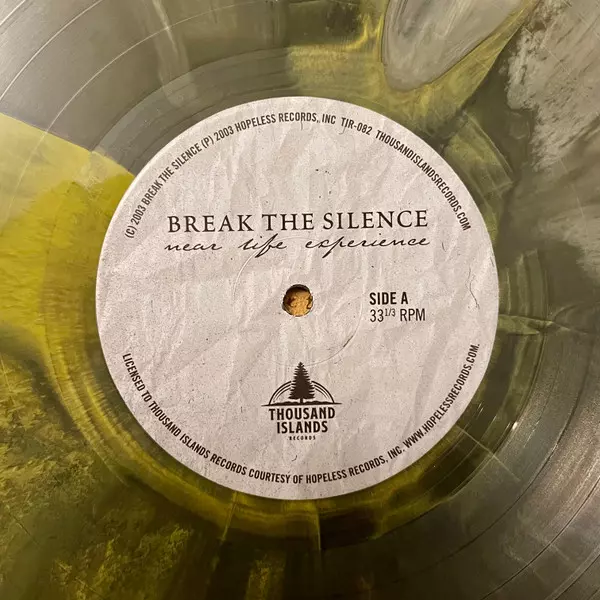 (C) 2003 BREAK THE SILENCE (P) 2003 HOPELESS RECORDS, INC TIR-082 THOUSANDISLANDSRECORDS.COM
BREAK THE SILENCE
near life experience
SIDE A
33 1/3 RPM
THOUSAND
ISLANDS
RECORDS
LICENSED TO THOUSAND ISLANDS RECORDS COURTESY OF HOPELESS RECORDS, INC. WWW.HOPELESSRECORDS.COM.